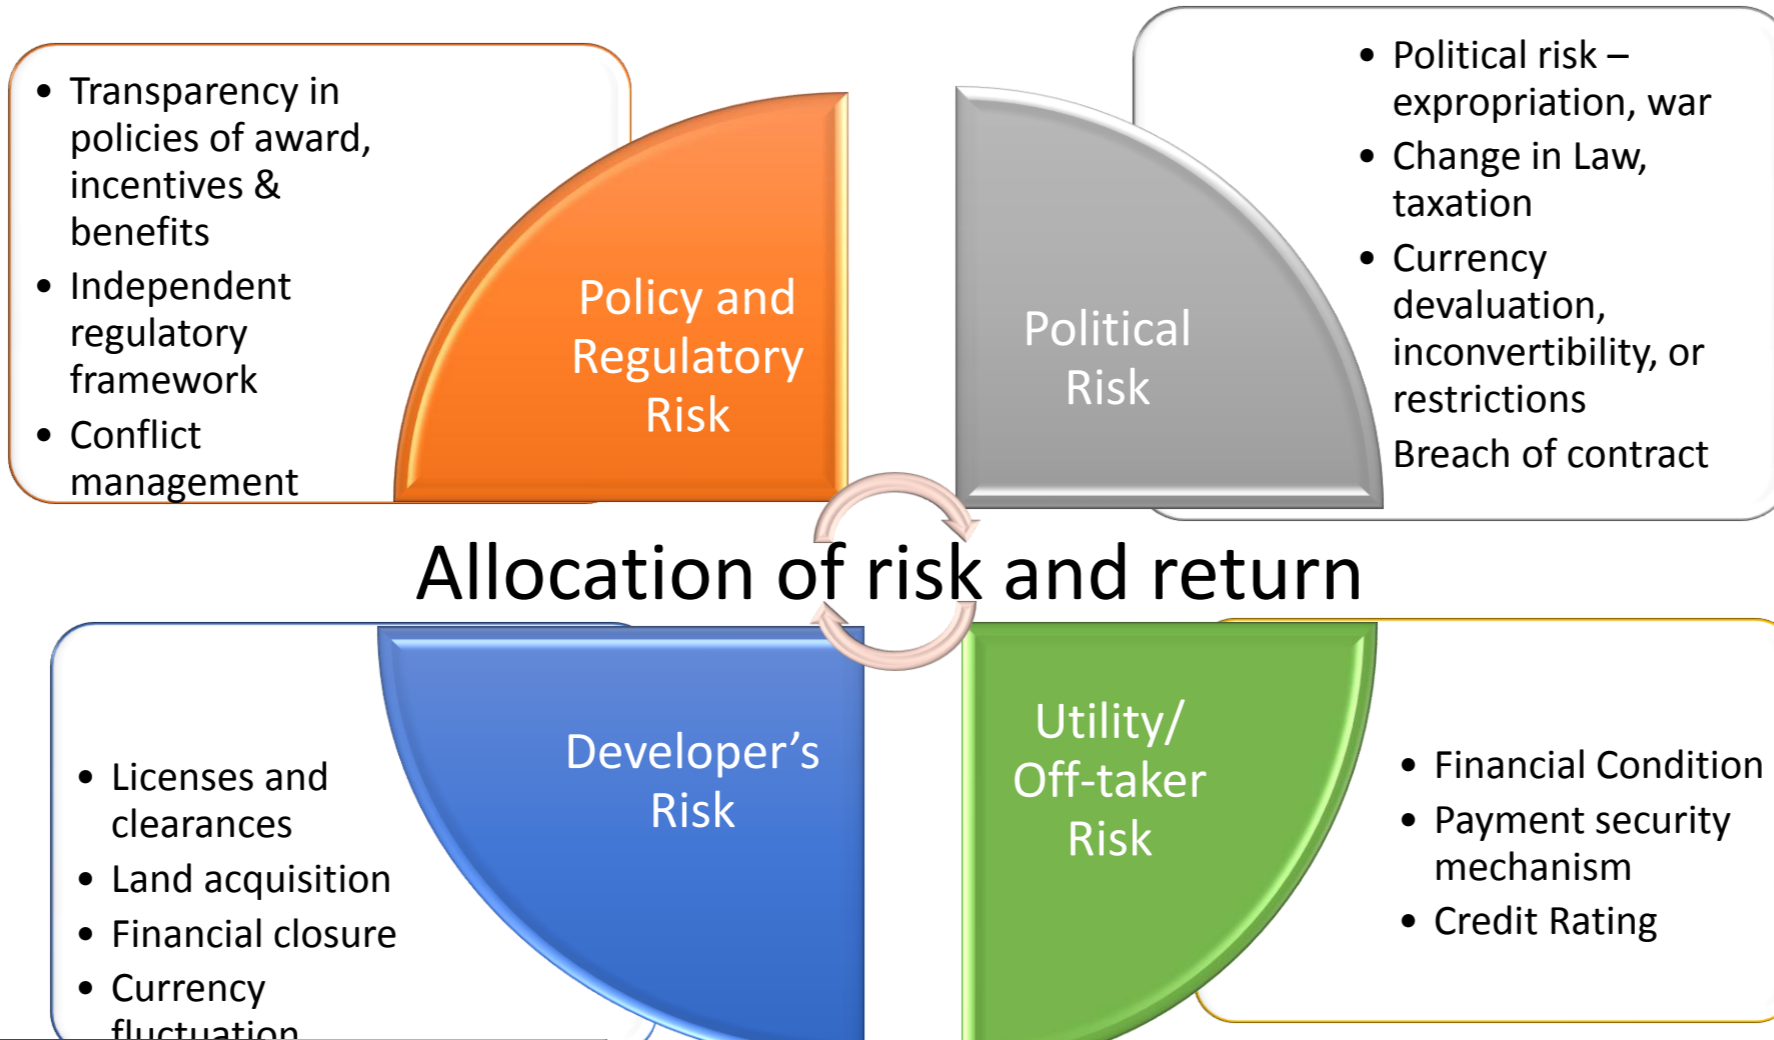 • Transparency in
policies of award,
incentives &
benefits
• Independent
regulatory
framework
• Conflict
management
Policy and
Regulatory
Risk
Political
Risk
• Political risk –
expropriation, war
• Change in Law,
taxation
• Currency
devaluation,
inconvertibility, or
restrictions
Breach of contract
Allocation of risk and return
• Licenses and
clearances
• Land acquisition
• Financial closure
• Currency
fluctuation
Developer’s
Risk
Utility/
Off-taker
Risk
• Financial Condition
• Payment security
mechanism
• Credit Rating